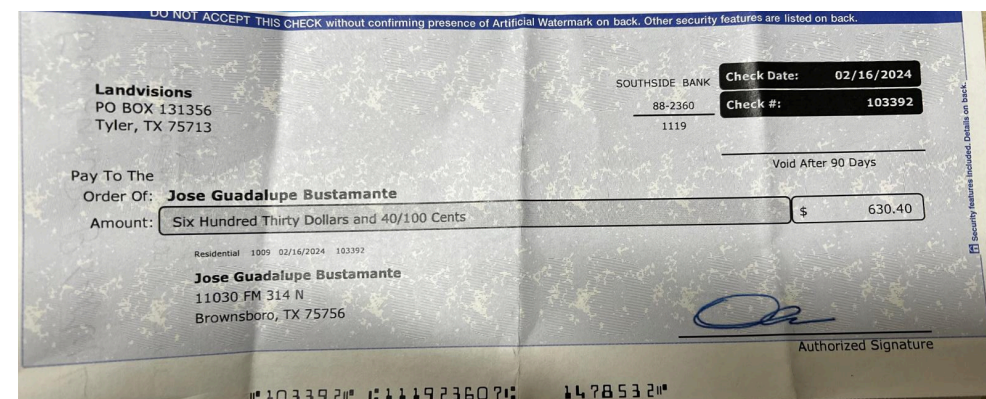 DO NOT ACCEPT THIS CHECK without confirming presence of Artificial Watermark on back. Other security features are listed on back.
Landvisions
PO BOX 131356
Tyler, TX 75713
SOUTHSIDE BANK
88-2360
1119
Check Date: 02/16/2024
Check #: 103392
Void After 90 Days
Pay To The
Order Of: Jose Guadalupe Bustamante
Amount: Six Hundred Thirty Dollars and 40/100 Cents $ 630.40
Residential 1009 02/16/2024 103392
Jose Guadalupe Bustamante
11030 FM 314 N
Brownsboro, TX 75756
Authorized Signature
Security features included. Details on back.
⑈103392⑈ ⑆111923607⑆ 1478532⑈